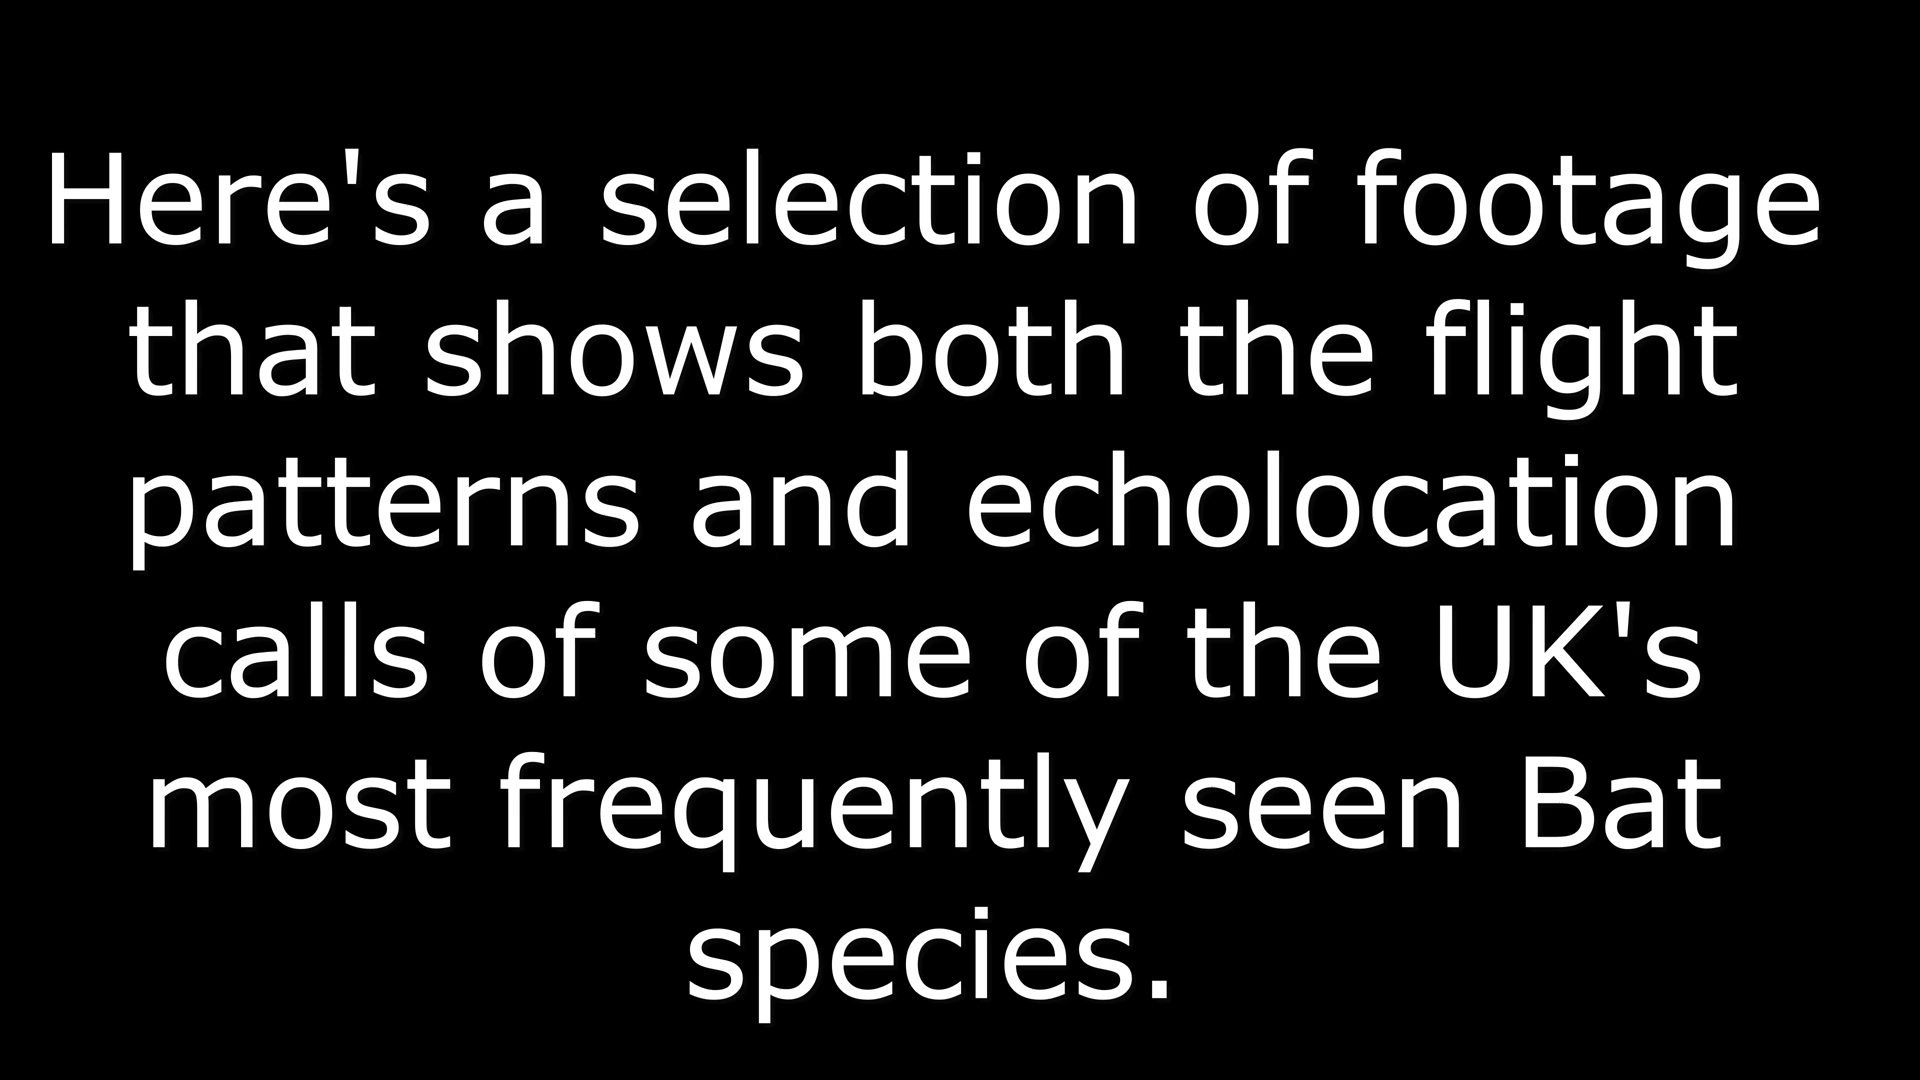 Here's a selection of footage
that shows both the flight
patterns and echolocation
calls of some of the UK's
most frequently seen Bat
species.